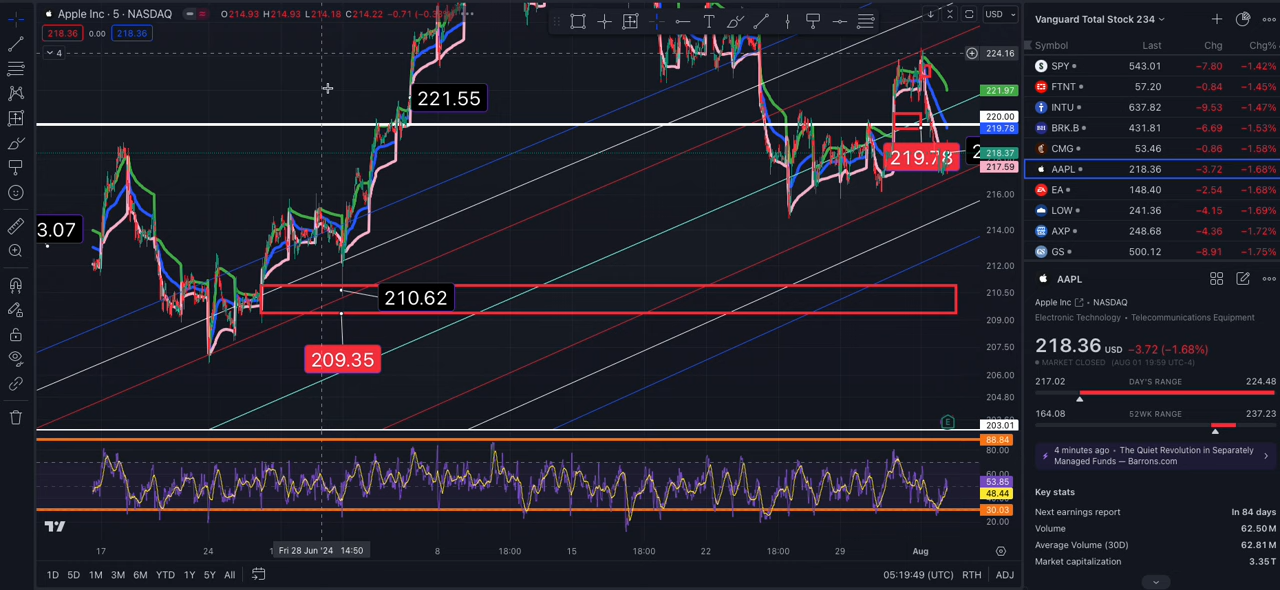 Apple Inc · 5 · NASDAQ O214.93 H214.93 L214.18 C214.22 −0.71
218.36 0.00 218.36
4
USD
224.16
221.97
221.55
220.00
219.78
219.78
218.37
217.59
216.00
214.00
3.07
212.00
210.50
210.62
209.00
209.35
207.50
206.00
204.80
203.01
E
88.84
80.00
60.00
53.85
48.44
30.03
20.00
17 24 Fri 28 Jun '24 14:50 8 18:00 15 18:00 22 18:00 29 Aug
1D 5D 1M 3M 6M YTD 1Y 5Y All 05:19:49 (UTC) RTH ADJ
Vanguard Total Stock 234
Symbol Last Chg Chg%
SPY 543.01 −7.80 −1.42%
FTNT 57.20 −0.84 −1.45%
INTU 637.82 −9.53 −1.47%
BRK.B 431.81 −6.69 −1.53%
CMG 53.46 −0.86 −1.58%
AAPL 218.36 −3.72 −1.68%
EA 148.40 −2.54 −1.68%
LOW 241.36 −4.15 −1.69%
AXP 248.68 −4.36 −1.72%
GS 500.12 −8.91 −1.75%
AAPL
Apple Inc • NASDAQ
Electronic Technology • Telecommunications Equipment
218.36 USD −3.72 (−1.68%)
MARKET CLOSED (AUG 01 19:59 UTC-4)
217.02 DAY'S RANGE 224.48
164.08 52WK RANGE 237.23
4 minutes ago • The Quiet Revolution in Separately
Managed Funds — Barrons.com
Key stats
Next earnings report In 84 days
Volume 62.50M
Average Volume (30D) 62.81M
Market capitalization 3.35T